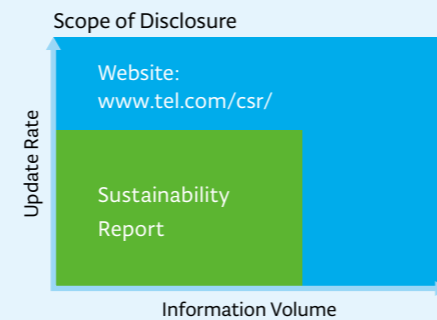 Scope of Disclosure
Website:
www.tel.com/csr/
Update Rate
Sustainability
Report
Information Volume